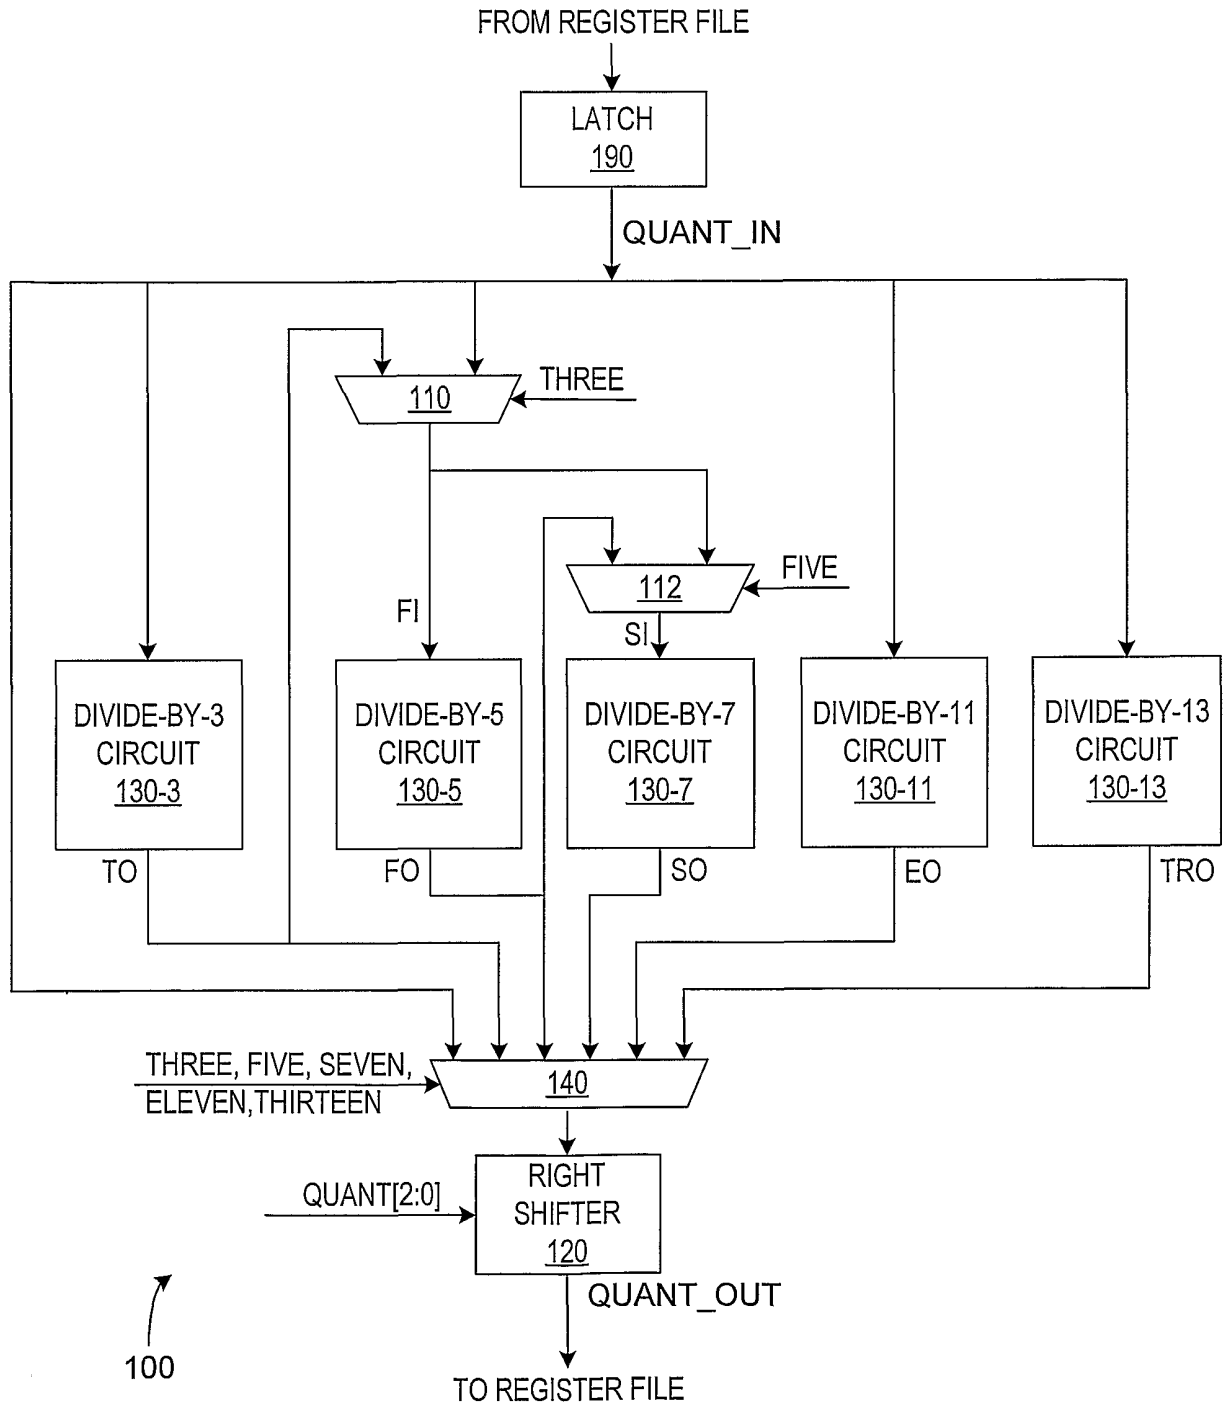 FROM REGISTER FILE
LATCH
190
QUANT_IN
THREE
110
FIVE
112
FI
SI
DIVIDE-BY-3
CIRCUIT
130-3
DIVIDE-BY-5
CIRCUIT
130-5
DIVIDE-BY-7
CIRCUIT
130-7
DIVIDE-BY-11
CIRCUIT
130-11
DIVIDE-BY-13
CIRCUIT
130-13
TO
FO
SO
EO
TRO
THREE, FIVE, SEVEN,
ELEVEN,THIRTEEN
140
QUANT[2:0]
RIGHT
SHIFTER
120
QUANT_OUT
100
TO REGISTER FILE